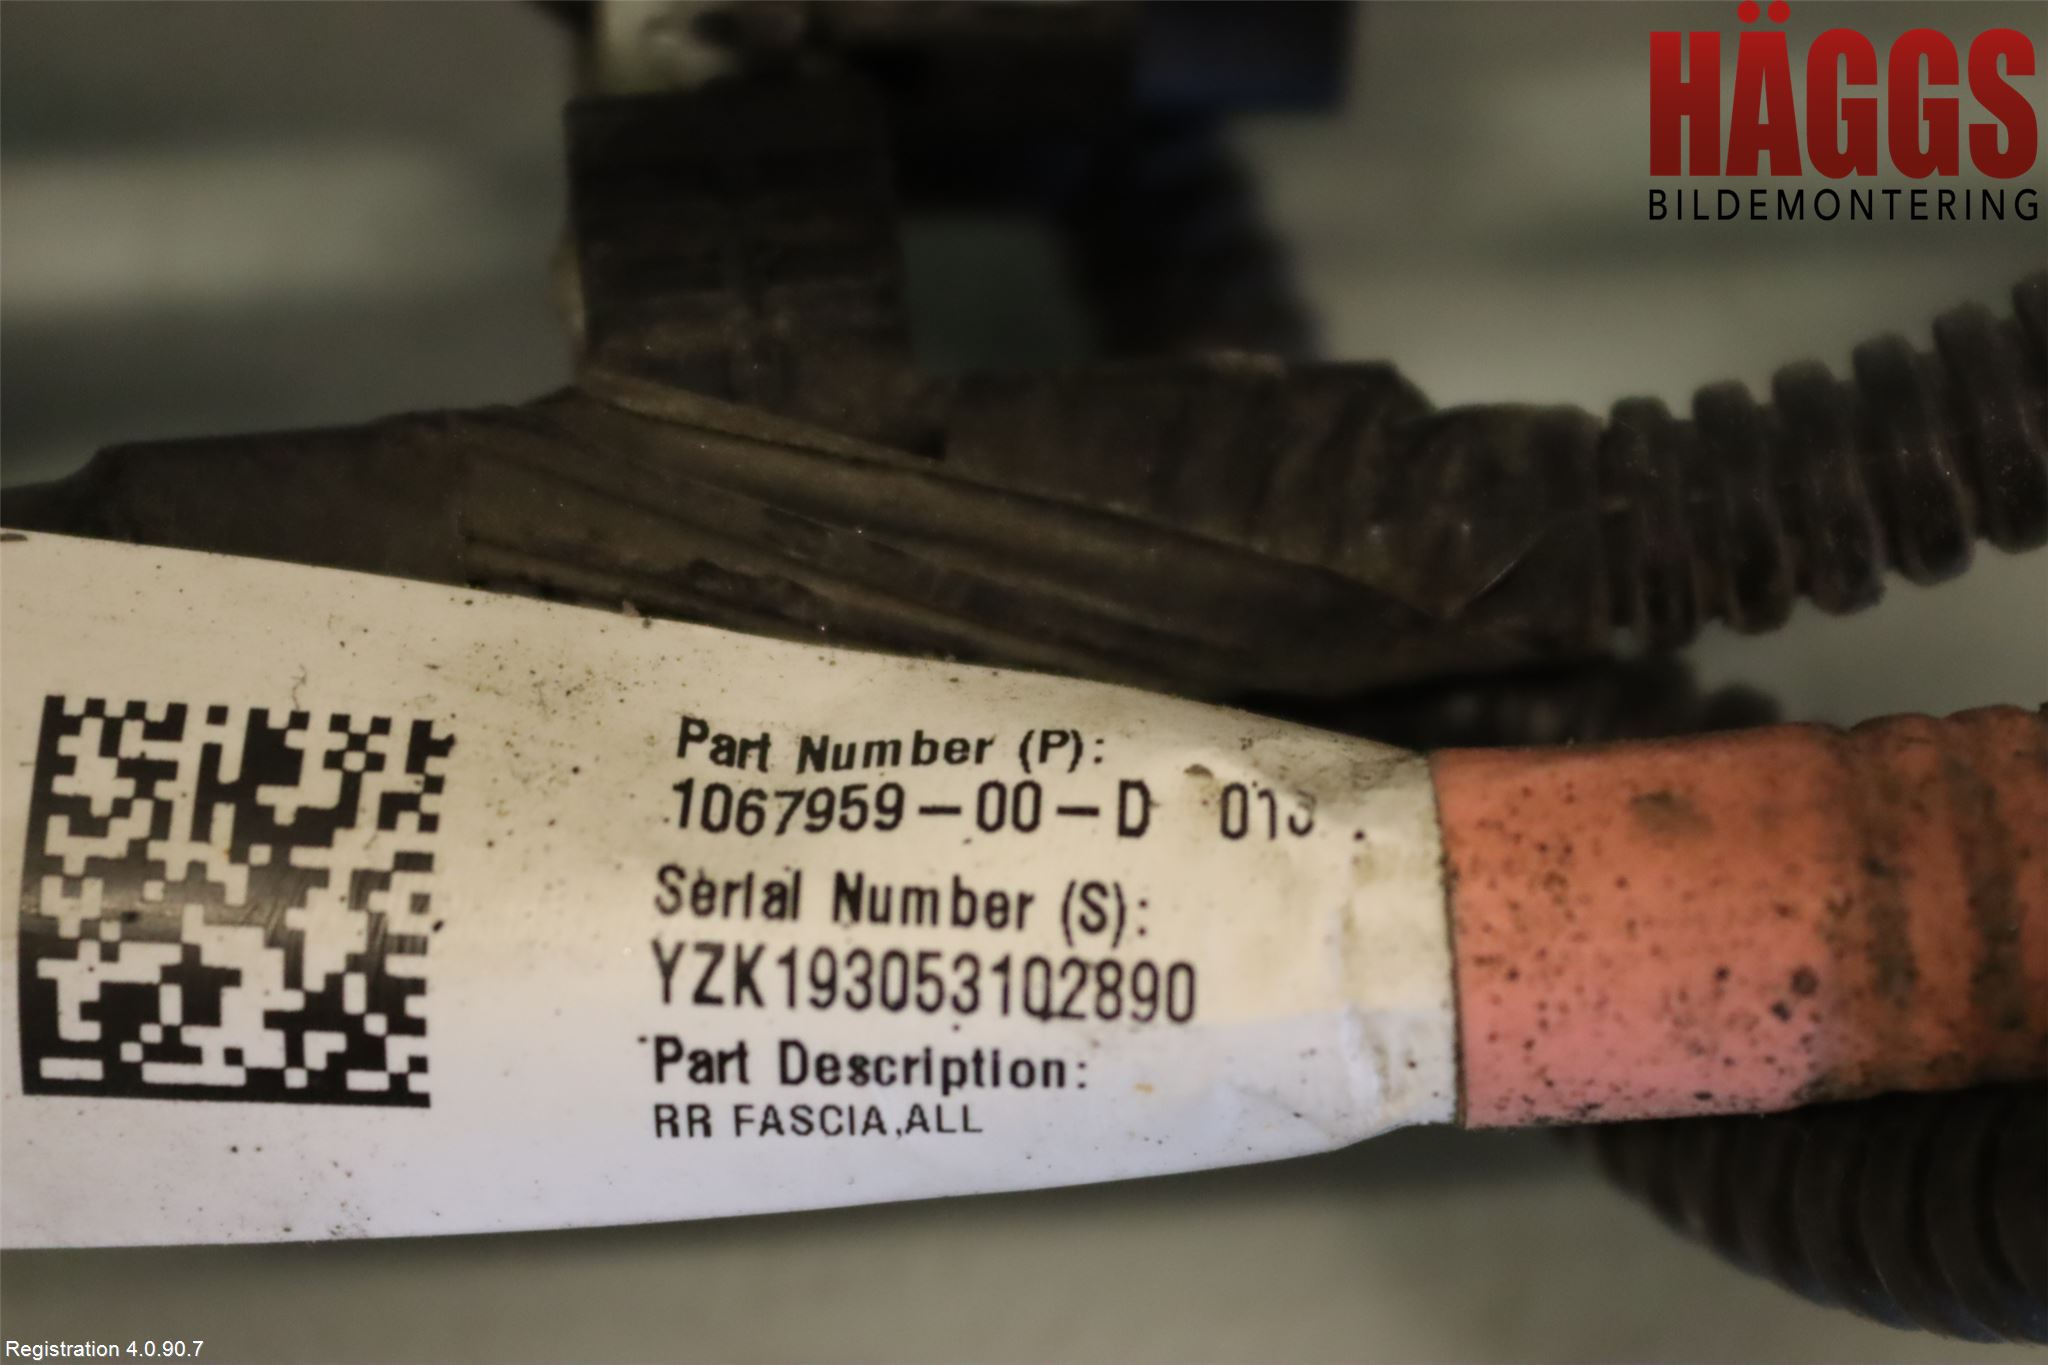 HÄGGS
BILDEMONTERING
Part Number (P):
1067959-00-D
Serial Number (S):
YZK193053102890
Part Description:
RR FASCIA,ALL
Registration 4.0.90.7